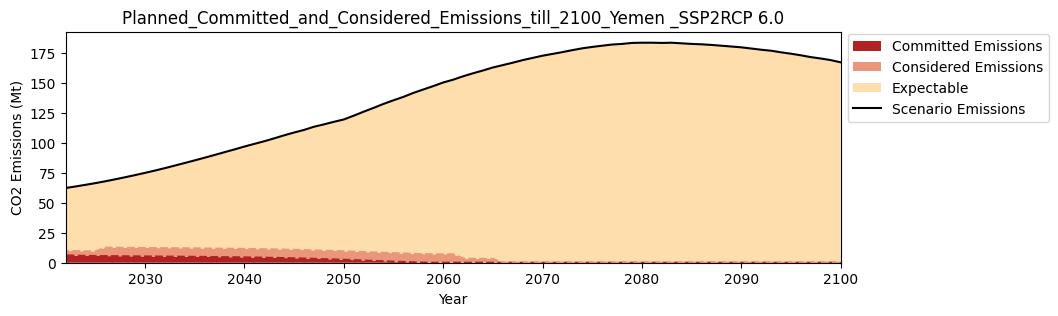 Planned_Committed_and_Considered_Emissions_till_2100_Yemen _SSP2RCP 6.0
CO2 Emissions (Mt)
175
150
125
100
75
50
25
0
2030 2040 2050 2060 2070 2080 2090 2100
Year
Committed Emissions
Considered Emissions
Expectable
Scenario Emissions